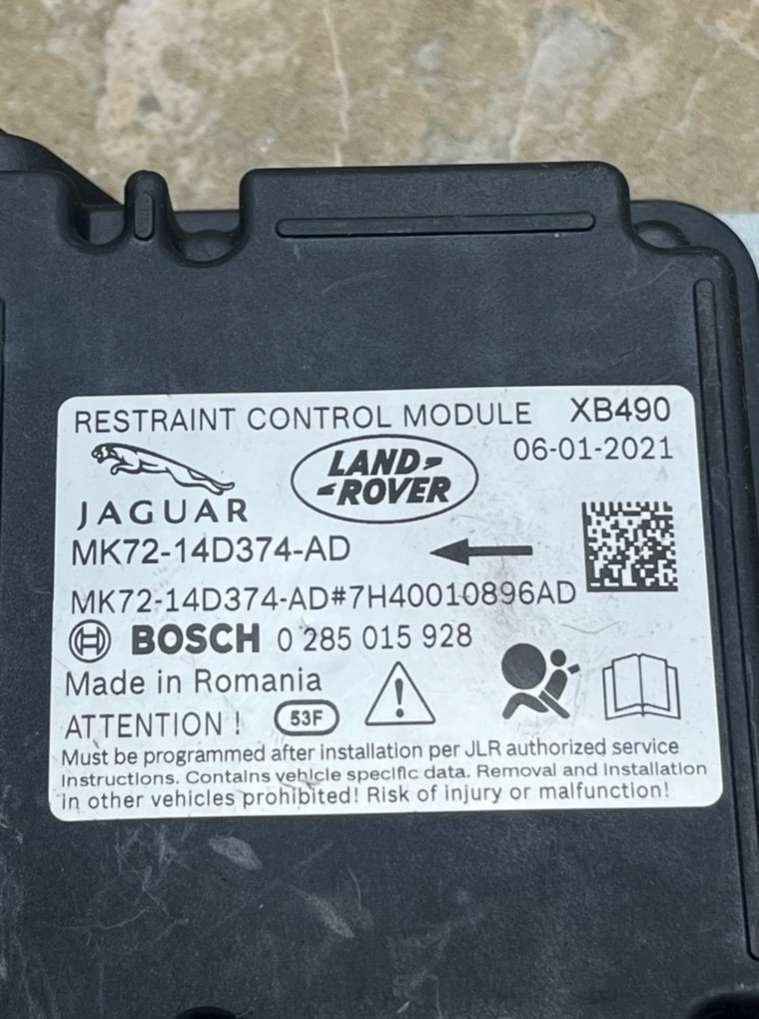 RESTRAINT CONTROL MODULE XB490
06-01-2021
JAGUAR
LAND-
-ROVER
MK72-14D374-AD
MK72-14D374-AD#7H40010896AD
BOSCH 0 285 015 928
Made in Romania
ATTENTION ! 53F
Must be programmed after installation per JLR authorized service
instructions. Contains vehicle specific data. Removal and installation
in other vehicles prohibited! Risk of injury or malfunction!